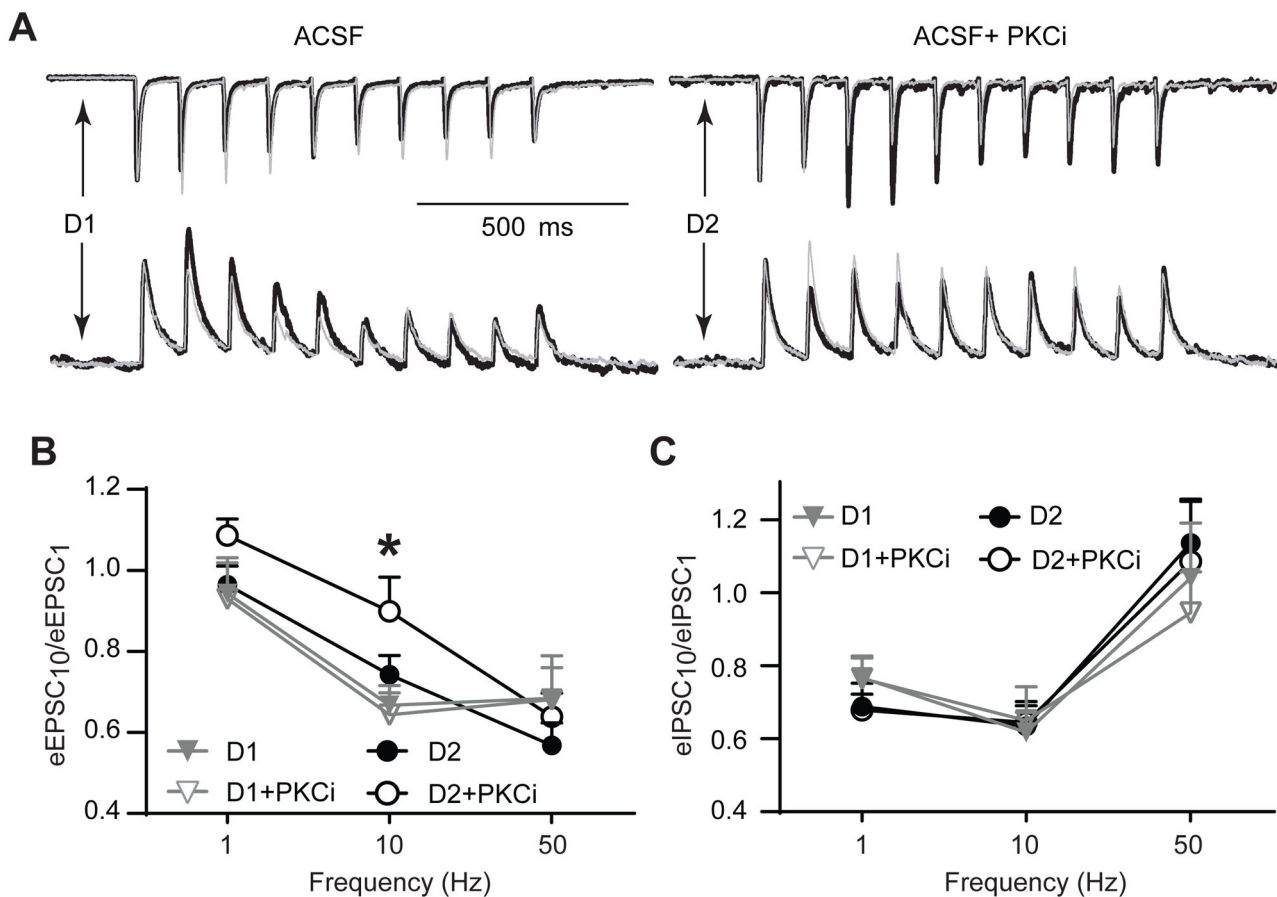 A
ACSF
ACSF+ PKCi
D1
500 ms
D2
B
eEPSC10/eEPSC1
1.2
1.0
0.8
0.6
0.4
*
D1
D2
D1+PKCi
D2+PKCi
1
10
50
Frequency (Hz)
C
eIPSC10/eIPSC1
1.2
1.0
0.8
0.6
0.4
D1
D2
D1+PKCi
D2+PKCi
1
10
50
Frequency (Hz)